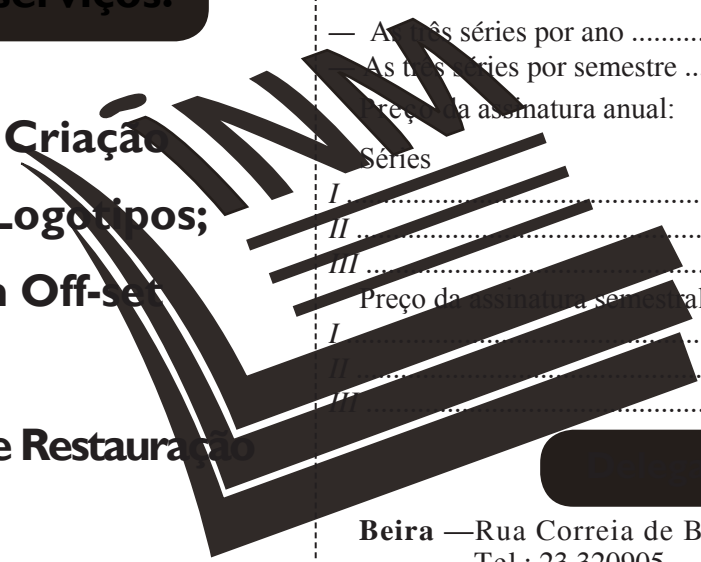 serviços:
Criação
Logotipos;
Off-set
e Restauração
íNM
— As três séries por ano ..........
— As três séries por semestre ..
Preço da assinatura anual:
Séries
I ..................................................
II ................................................
III ...............................................
Preço da assinatura semestral
I ..................................................
II ................................................
III ...............................................
Beira —Rua Correia de B
Tel.: 23 320905